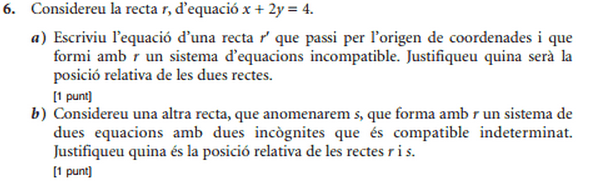 6. Considereu la recta r, d'equació x + 2y = 4.
a) Escriviu l'equació d'una recta r' que passi per l'origen de coordenades i que
formi amb r un sistema d'equacions incompatible. Justifiqueu quina serà la
posició relativa de les dues rectes.
[1 punt]
b) Considereu una altra recta, que anomenarem s, que forma amb r un sistema de
dues equacions amb dues incògnites que és compatible indeterminat.
Justifiqueu quina és la posició relativa de les rectes r i s.
[1 punt]